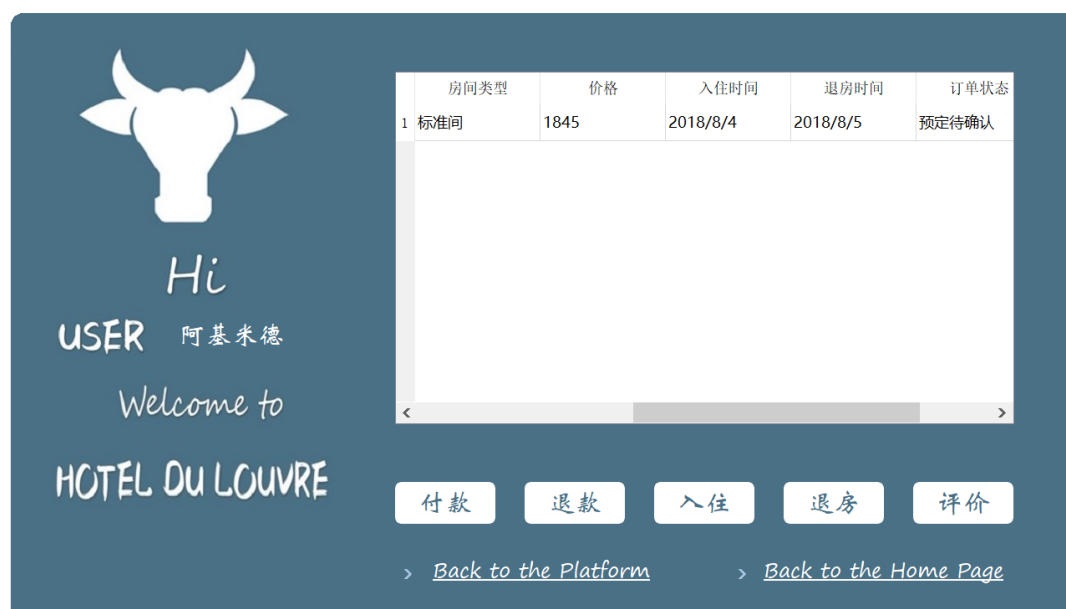 Hi
USER 阿基米德
Welcome to
HOTEL DU LOUVRE
房间类型 价格 入住时间 退房时间 订单状态
1 标准间 1845 2018/8/4 2018/8/5 预定待确认
付款 退款 入住 退房 评价
Back to the Platform Back to the Home Page